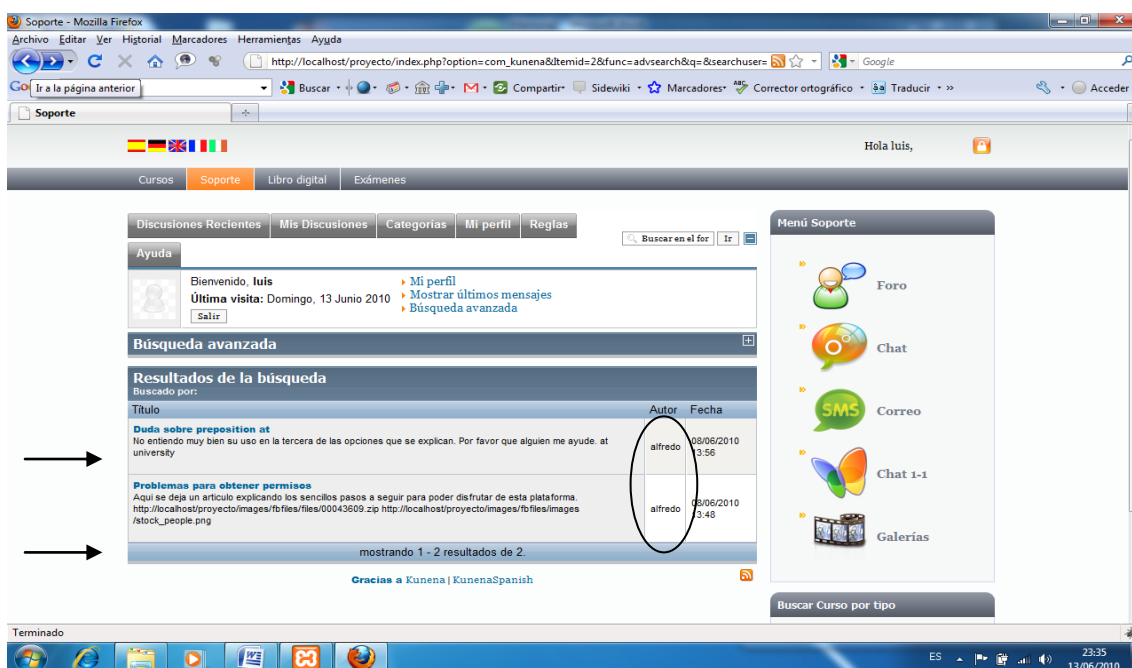 Soporte - Mozilla Firefox
Archivo Editar Ver Historial Marcadores Herramientas Ayuda
http://localhost/proyecto/index.php?option=com_kunena&Itemid=2&func=advsearch&q=&searchuser=
Google
Ir a la página anterior
Buscar
Compartir
Sidewiki
Marcadores
Corrector ortográfico
Traducir
Acceder
Soporte
Hola luis,
Cursos Soporte Libro digital Exámenes
Discusiones Recientes Mis Discusiones Categorias Mi perfil Reglas
Buscar en el for Ir
Ayuda
Bienvenido, luis
Última visita: Domingo, 13 Junio 2010
Salir
Mi perfil
Mostrar últimos mensajes
Búsqueda avanzada
Búsqueda avanzada
Resultados de la búsqueda
Buscado por:
Título Autor Fecha
Duda sobre preposition at
No entiendo muy bien su uso en la tercera de las opciones que se explican. Por favor que alguien me ayude. at
university
alfredo
08/06/2010
13:56
Problemas para obtener permisos
Aqui se deja un articulo explicando los sencillos pasos a seguir para poder disfrutar de esta plataforma.
http://localhost/proyecto/images/fbfiles/files/00043609.zip http://localhost/proyecto/images/fbfiles/images
/stock_people.png
alfredo
08/06/2010
13:48
mostrando 1 - 2 resultados de 2.
Gracias a Kunena | KunenaSpanish
Menú Soporte
Foro
Chat
SMS
Correo
Chat 1-1
Galerías
Buscar Curso por tipo
Terminado
ES
23:35
13/06/2010